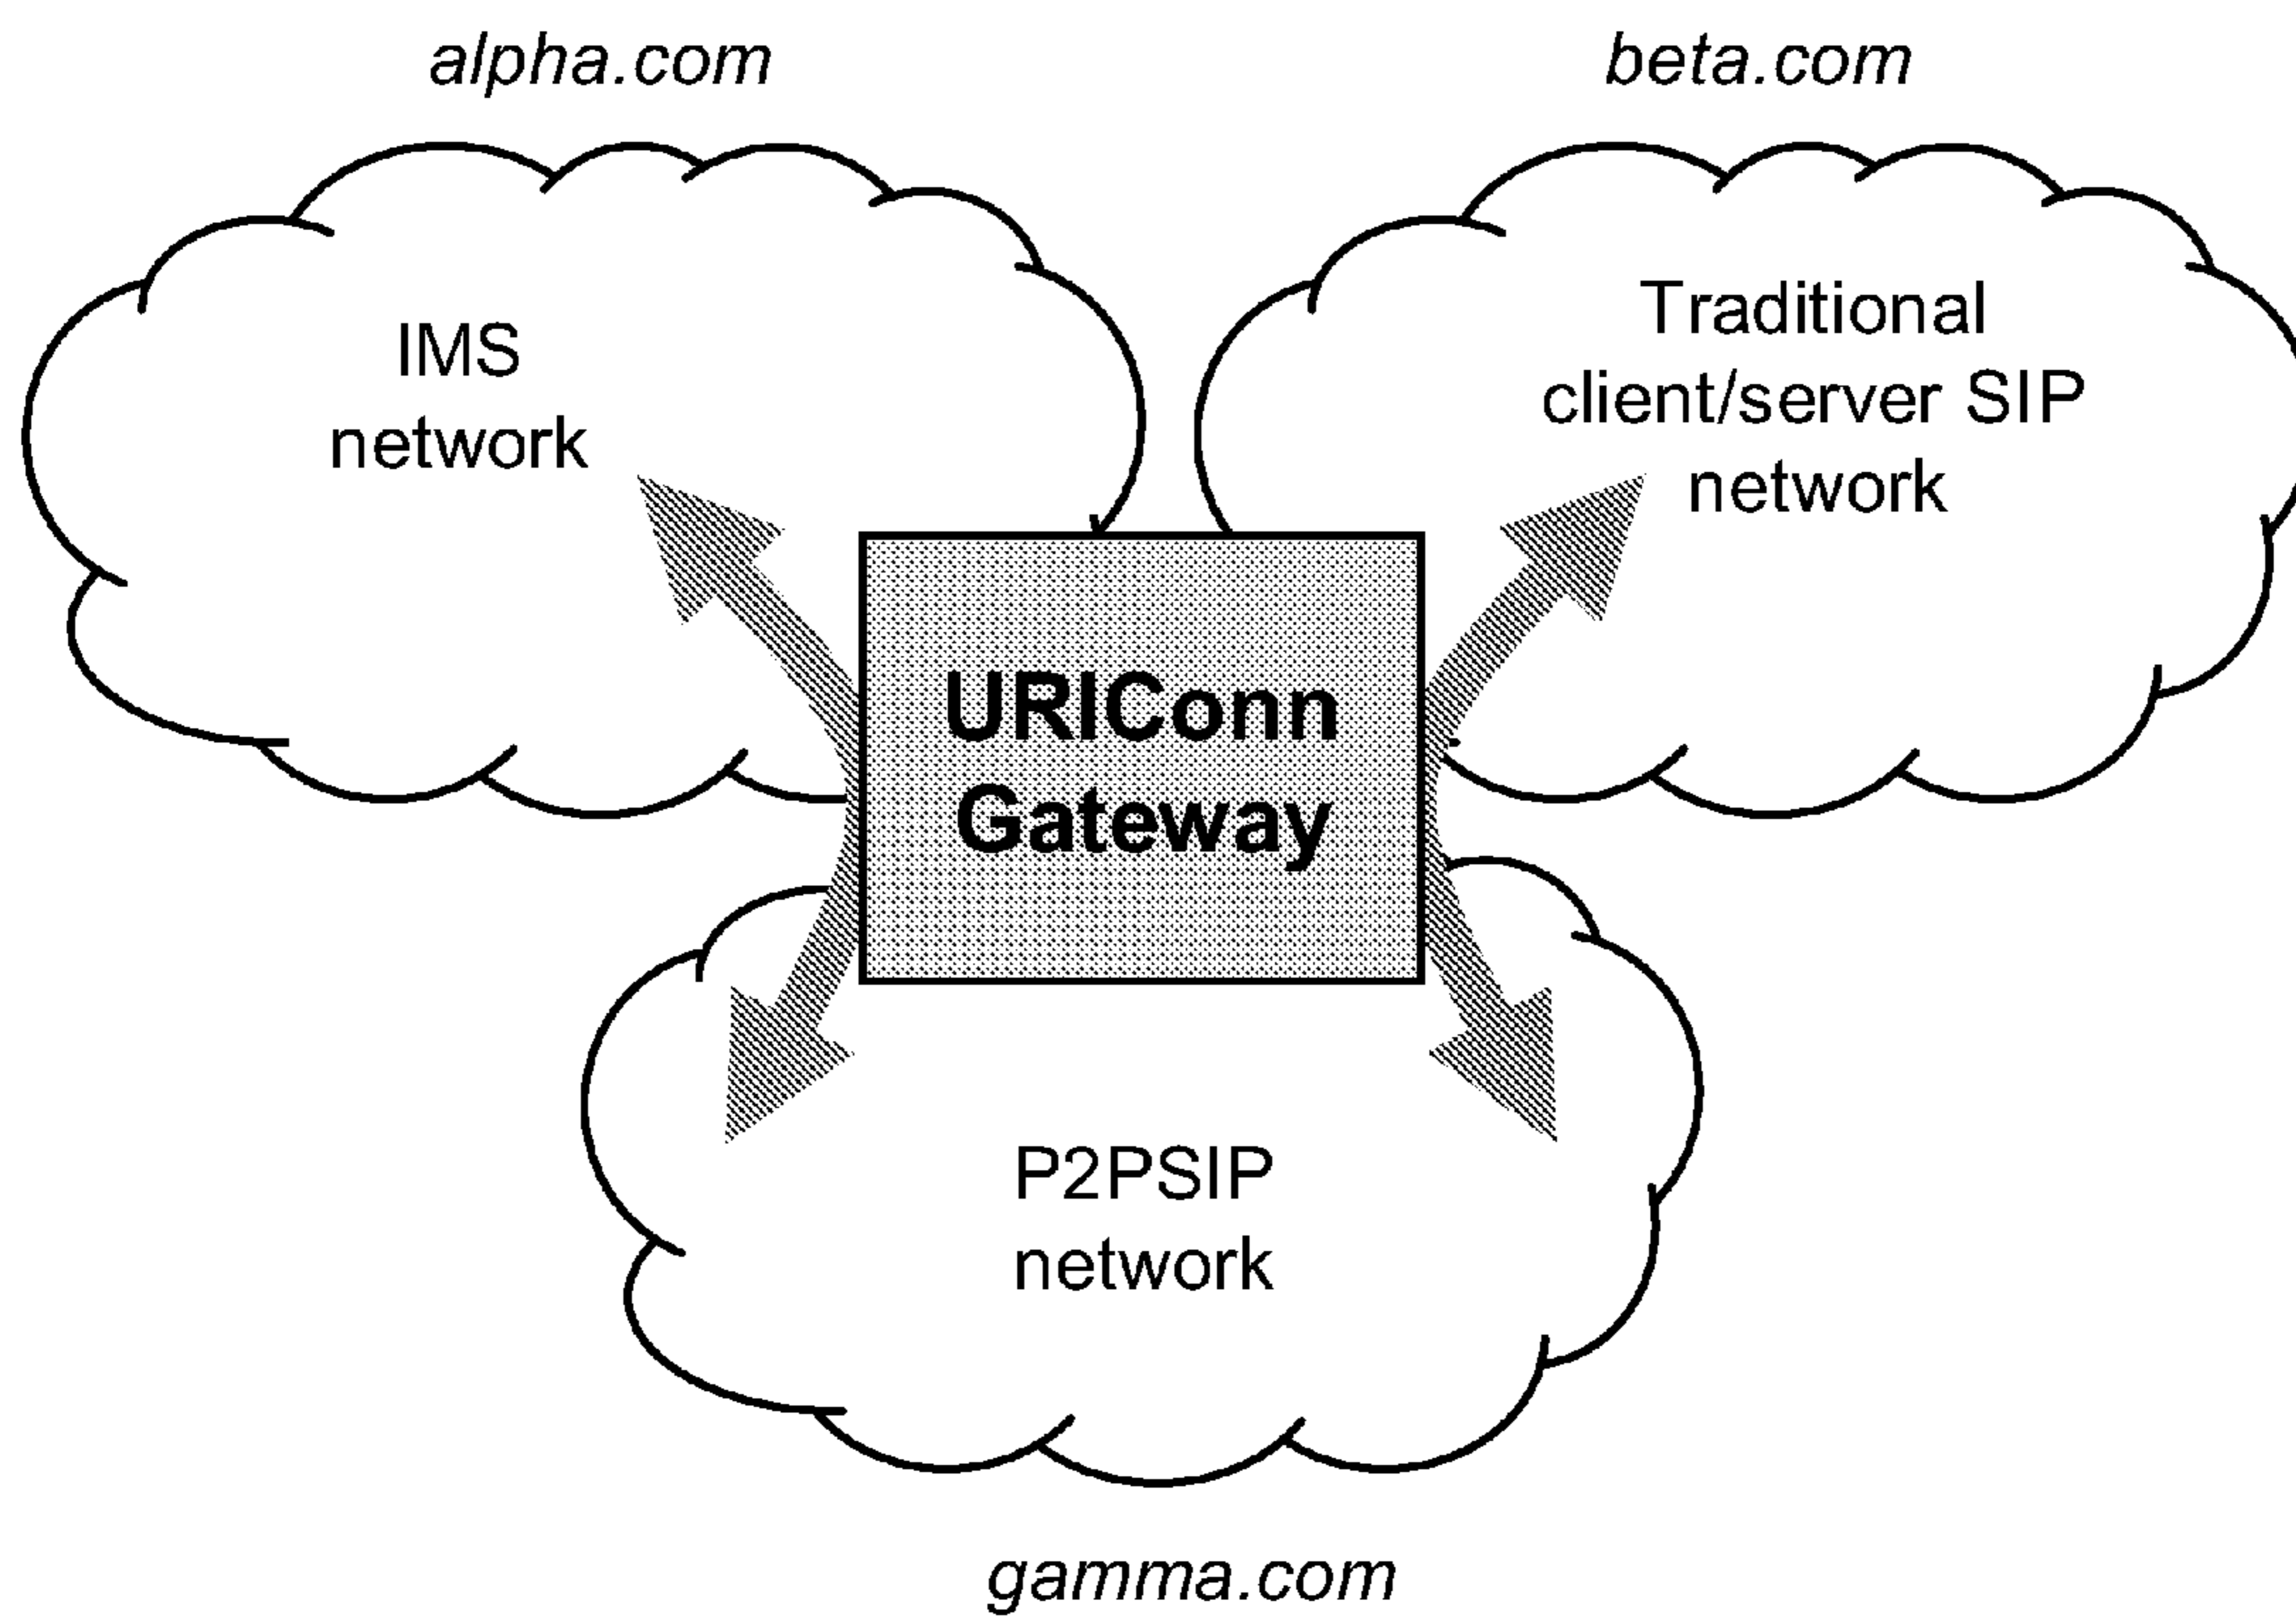 alpha.com
beta.com
IMS
network
Traditional
client/server SIP
network
URIConn
Gateway
P2PSIP
network
gamma.com